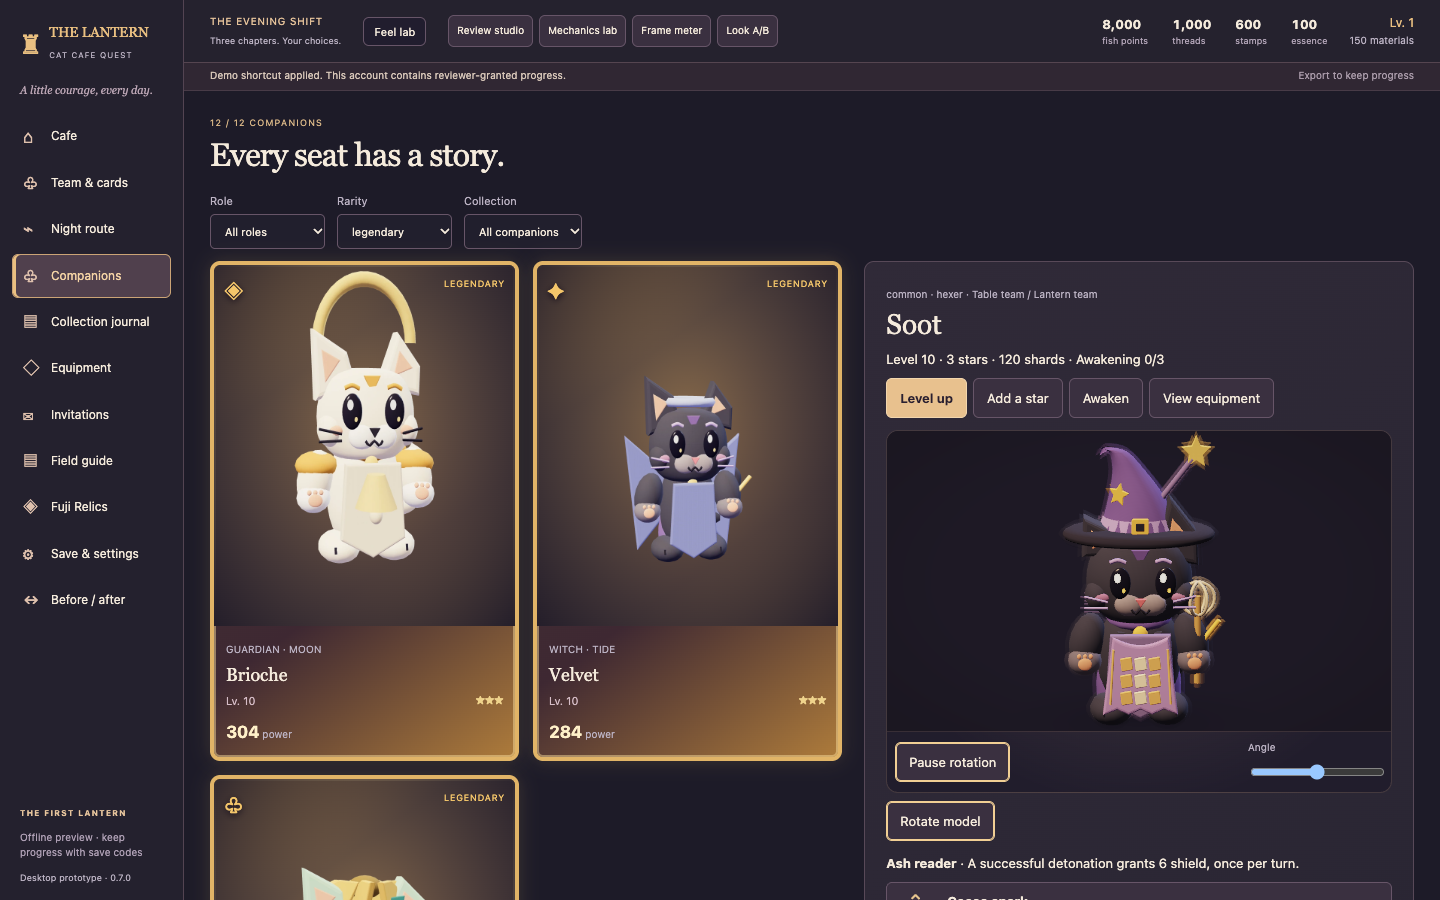 THE LANTERN
CAT CAFE QUEST
A little courage, every day.
Cafe
Team & cards
Night route
Companions
Collection journal
Equipment
Invitations
Field guide
Fuji Relics
Save & settings
Before / after
THE FIRST LANTERN
Offline preview · keep
progress with save codes
Desktop prototype · 0.7.0
THE EVENING SHIFT
Three chapters. Your choices.
Feel lab
Review studio
Mechanics lab
Frame meter
Look A/B
8,000
fish points
1,000
threads
600
stamps
100
essence
Lv. 1
150 materials
Demo shortcut applied. This account contains reviewer-granted progress.
Export to keep progress
12 / 12 COMPANIONS
Every seat has a story.
Role
Rarity
Collection
All roles
legendary
All companions
LEGENDARY
GUARDIAN · MOON
Brioche
Lv. 10
304 power
LEGENDARY
WITCH · TIDE
Velvet
Lv. 10
284 power
LEGENDARY
common · hexer · Table team / Lantern team
Soot
Level 10 · 3 stars · 120 shards · Awakening 0/3
Level up
Add a star
Awaken
View equipment
Pause rotation
Angle
Rotate model
Ash reader · A successful detonation grants 6 shield, once per turn.